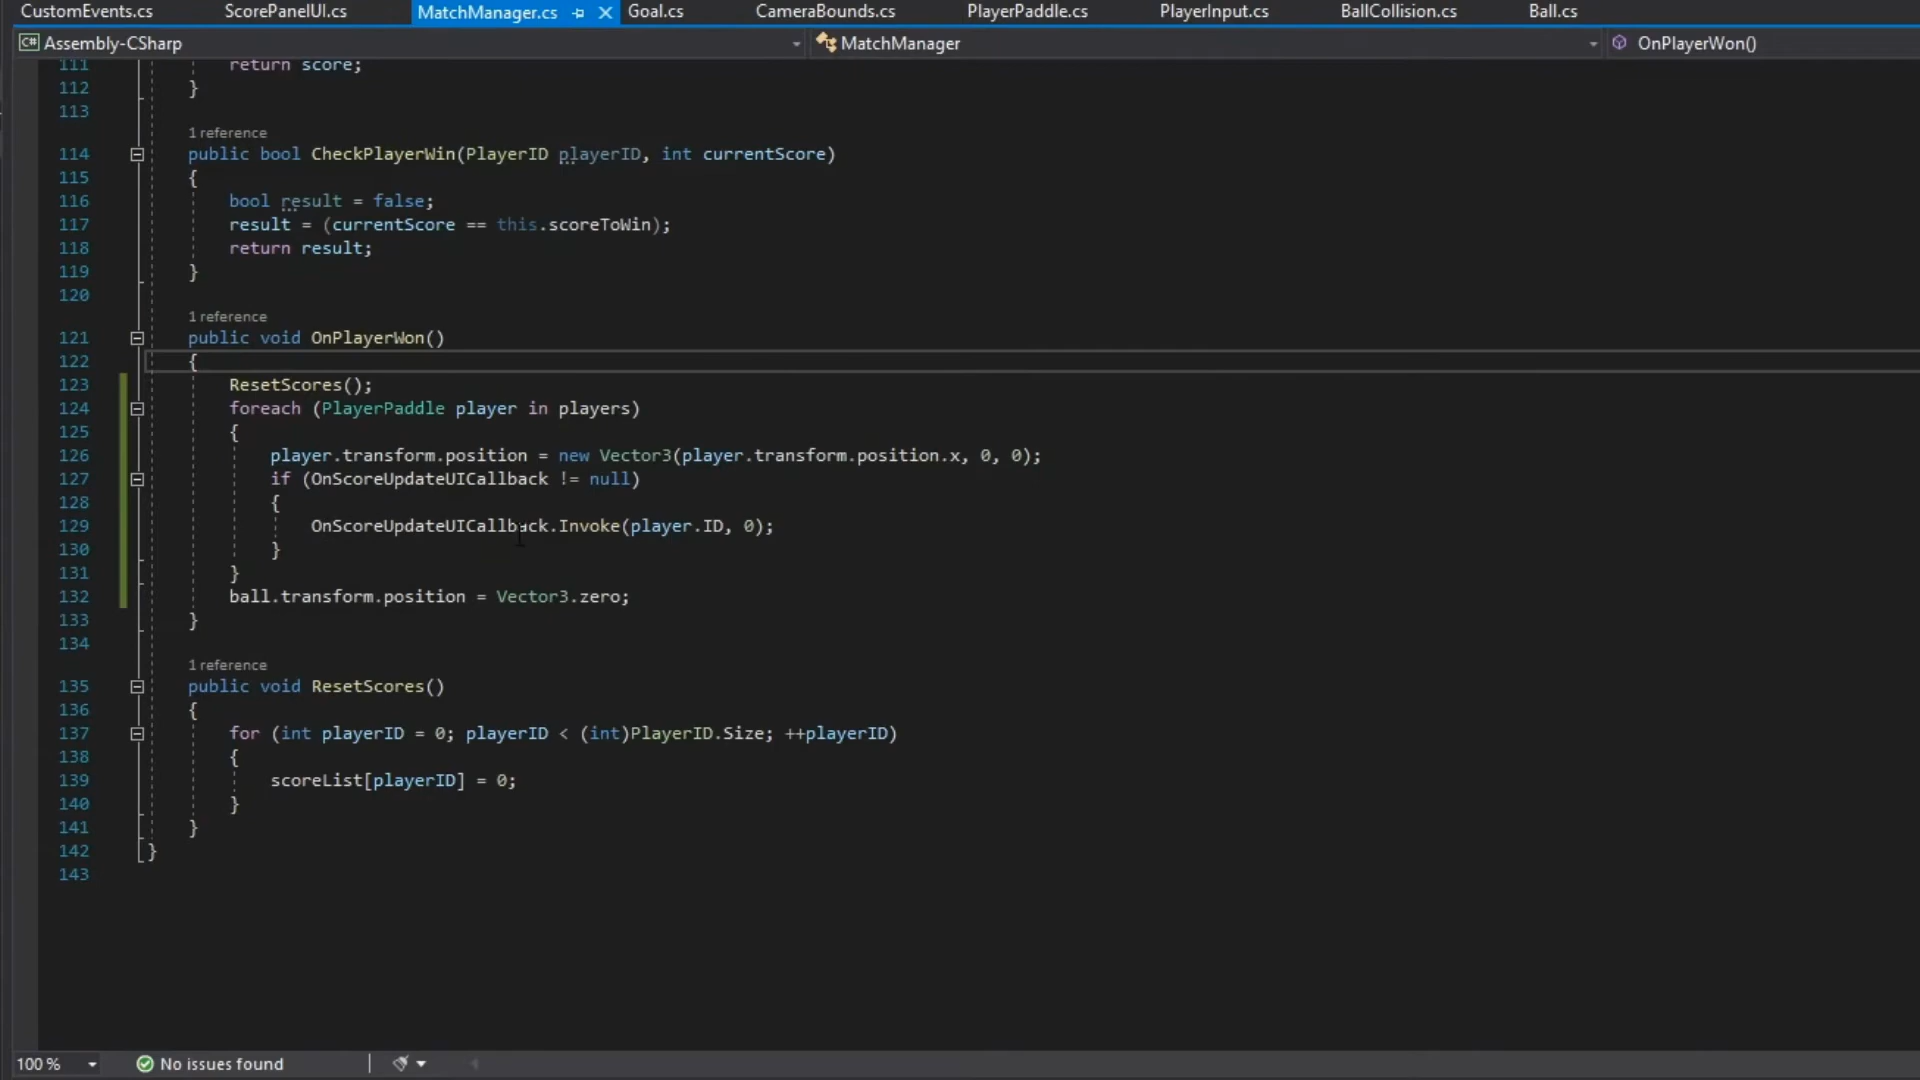 CustomEvents.cs ScorePanelUI.cs MatchManager.cs Goal.cs CameraBounds.cs PlayerPaddle.cs PlayerInput.cs BallCollision.cs Ball.cs
C# Assembly-CSharp MatchManager OnPlayerWon()
111 return score;
112 }
113
1 reference
114 public bool CheckPlayerWin(PlayerID playerID, int currentScore)
115 {
116 bool result = false;
117 result = (currentScore == this.scoreToWin);
118 return result;
119 }
120
1 reference
121 public void OnPlayerWon()
122 {
123 ResetScores();
124 foreach (PlayerPaddle player in players)
125 {
126 player.transform.position = new Vector3(player.transform.position.x, 0, 0);
127 if (OnScoreUpdateUICallback != null)
128 {
129 OnScoreUpdateUICallback.Invoke(player.ID, 0);
130 }
131 }
132 ball.transform.position = Vector3.zero;
133 }
134
1 reference
135 public void ResetScores()
136 {
137 for (int playerID = 0; playerID < (int)PlayerID.Size; ++playerID)
138 {
139 scoreList[playerID] = 0;
140 }
141 }
142 }
143
100 % No issues found